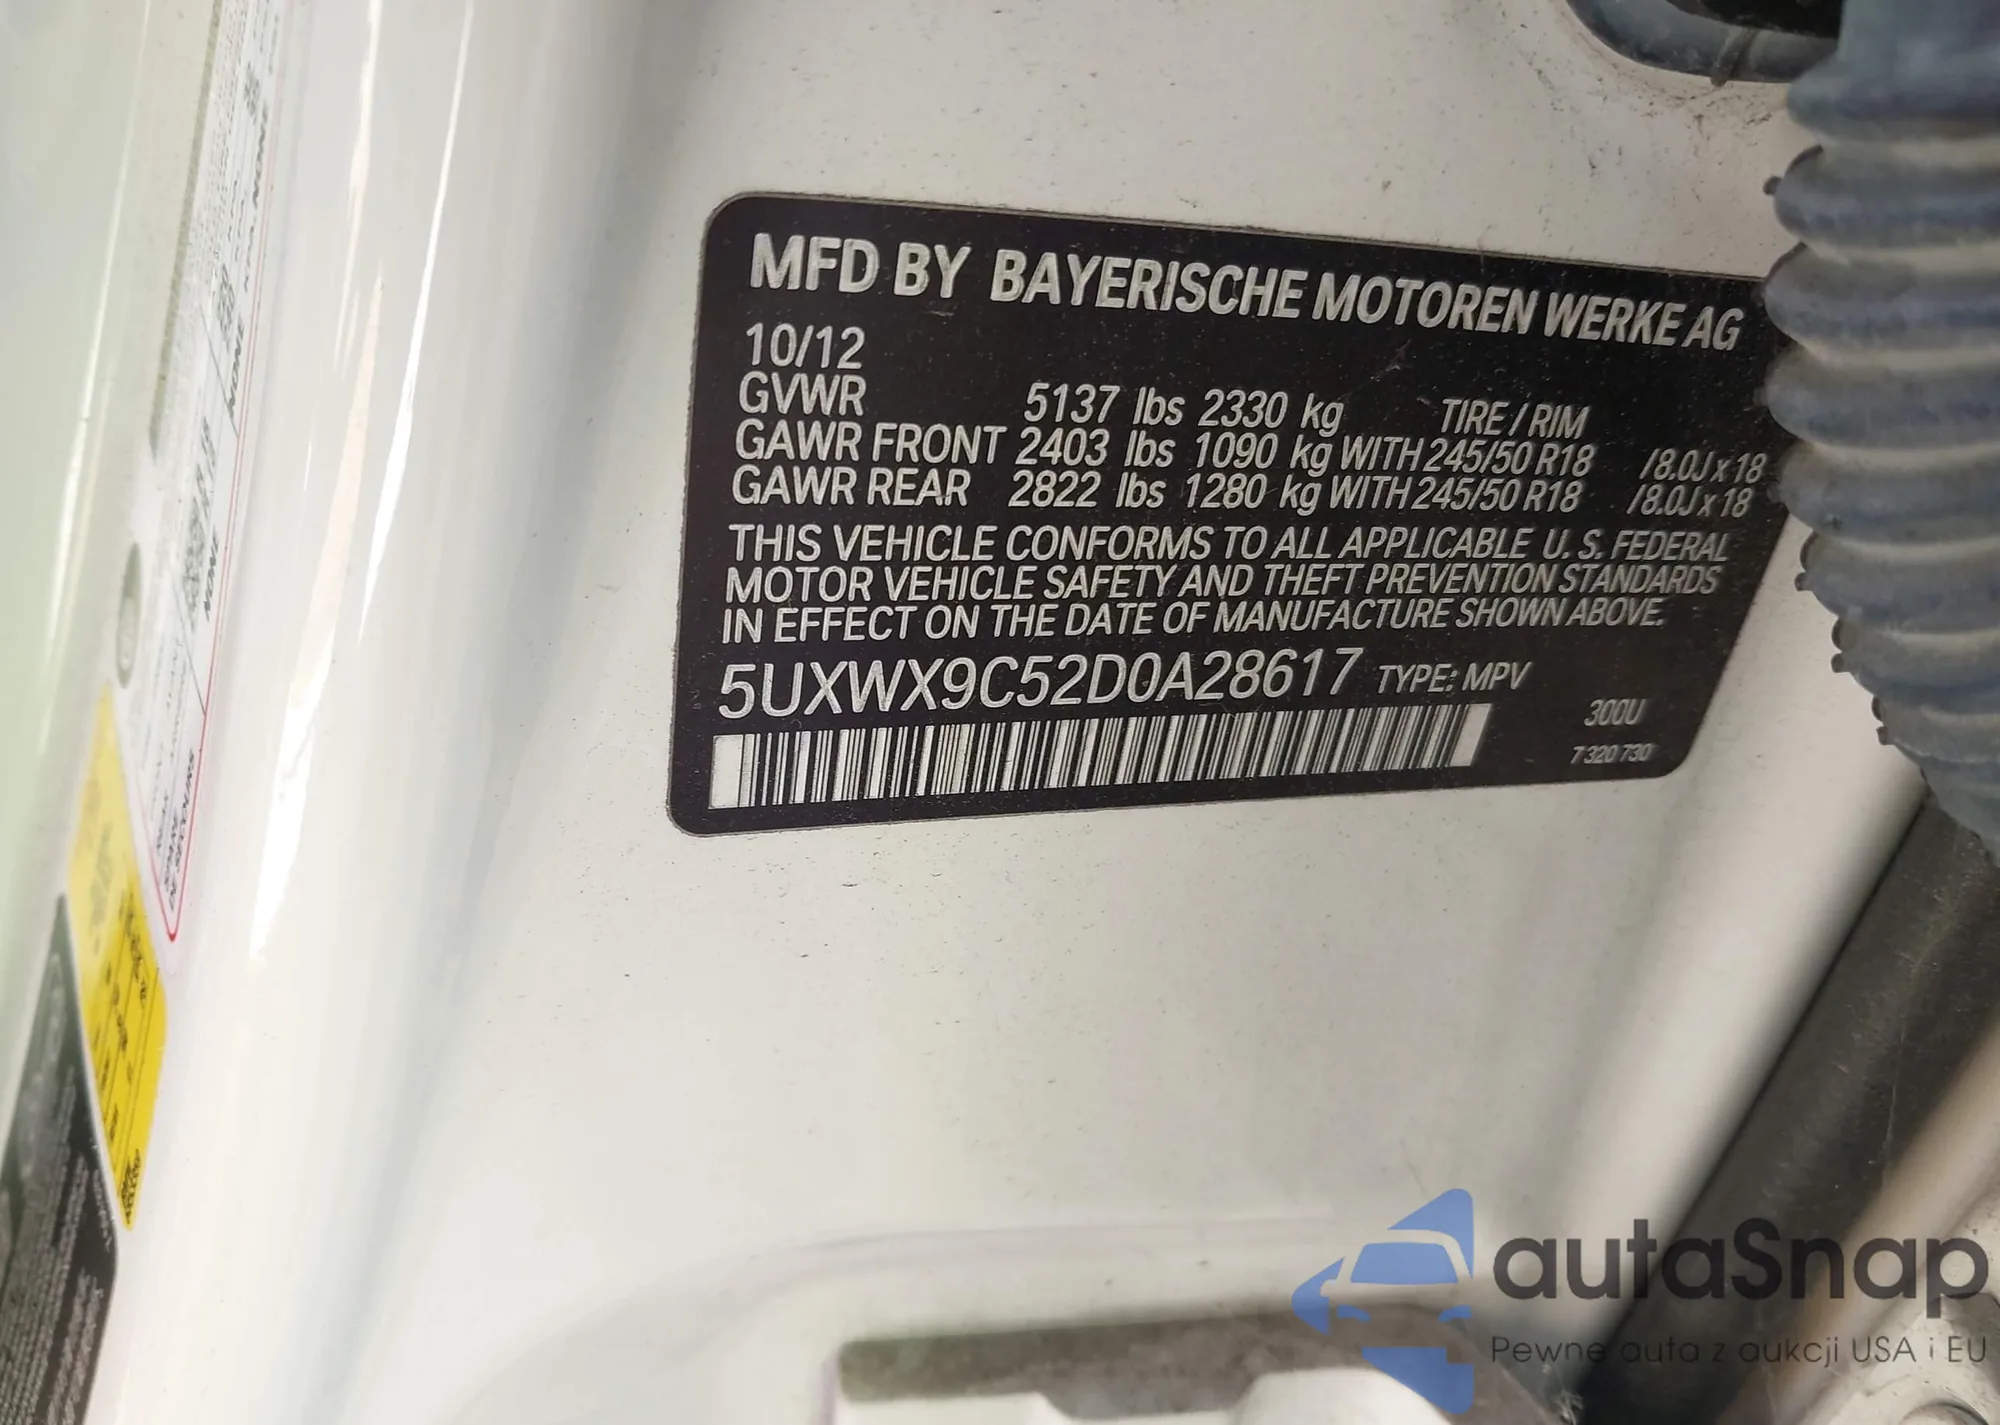 MFD BY BAYERISCHE MOTOREN WERKE AG
10/12
GVWR 5137 lbs 2330 kg TIRE / RIM
GAWR FRONT 2403 lbs 1090 kg WITH 245/50 R18 /8.0J x 18
GAWR REAR 2822 lbs 1280 kg WITH 245/50 R18 /8.0J x 18
THIS VEHICLE CONFORMS TO ALL APPLICABLE U. S. FEDERAL
MOTOR VEHICLE SAFETY AND THEFT PREVENTION STANDARDS
IN EFFECT ON THE DATE OF MANUFACTURE SHOWN ABOVE.
5UXWX9C52D0A28617 TYPE: MPV
300U
7 320 730
autaSnap
Pewne auta z aukcji USA i EU